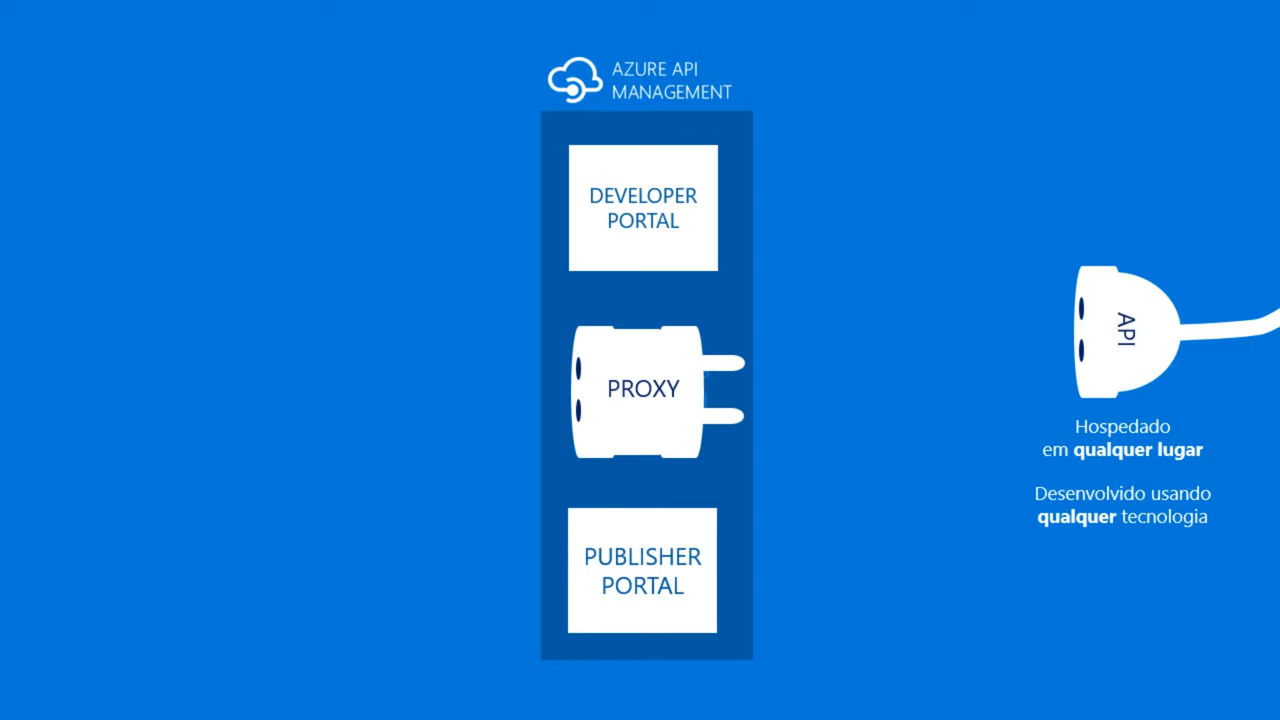 AZURE API
MANAGEMENT
DEVELOPER
PORTAL
PROXY
PUBLISHER
PORTAL
API
Hospedado
em qualquer lugar
Desenvolvido usando
qualquer tecnologia